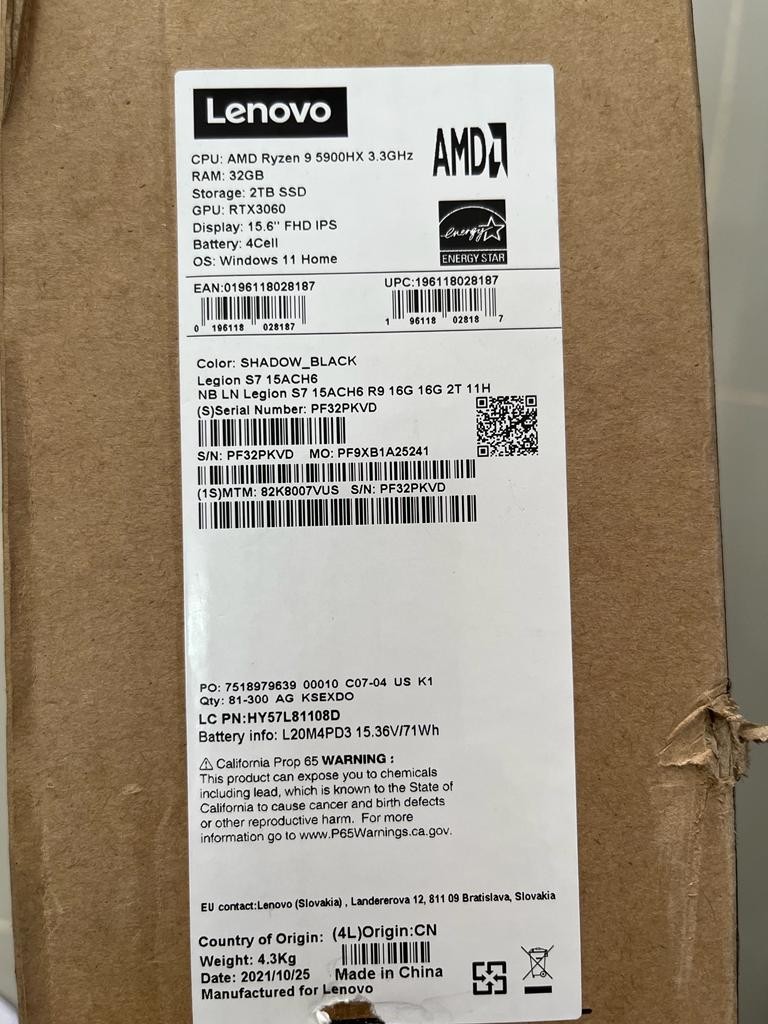 Lenovo
CPU: AMD Ryzen 9 5900HX 3.3GHz
RAM: 32GB
Storage: 2TB SSD
GPU: RTX3060
Display: 15.6" FHD IPS
Battery: 4Cell
OS: Windows 11 Home
AMD
energy
ENERGY STAR
EAN:0196118028187
0 196118 028187
UPC:196118028187
1 96118 02818 7
Color: SHADOW_BLACK
Legion S7 15ACH6
NB LN Legion S7 15ACH6 R9 16G 16G 2T 11H
(S)Serial Number: PF32PKVD
S/N: PF32PKVD MO: PF9XB1A25241
(1S)MTM: 82K8007VUS S/N: PF32PKVD
PO: 7518979639 00010 C07-04 US K1
Qty: 81-300 AG KSEXDO
LC PN:HY57L81108D
Battery info: L20M4PD3 15.36V/71Wh
⚠ California Prop 65 WARNING :
This product can expose you to chemicals
including lead, which is known to the State of
California to cause cancer and birth defects
or other reproductive harm. For more
information go to www.P65Warnings.ca.gov.
EU contact:Lenovo (Slovakia) , Landererova 12, 811 09 Bratislava, Slovakia
Country of Origin: (4L)Origin:CN
Weight: 4.3Kg
Date: 2021/10/25 Made in China
Manufactured for Lenovo